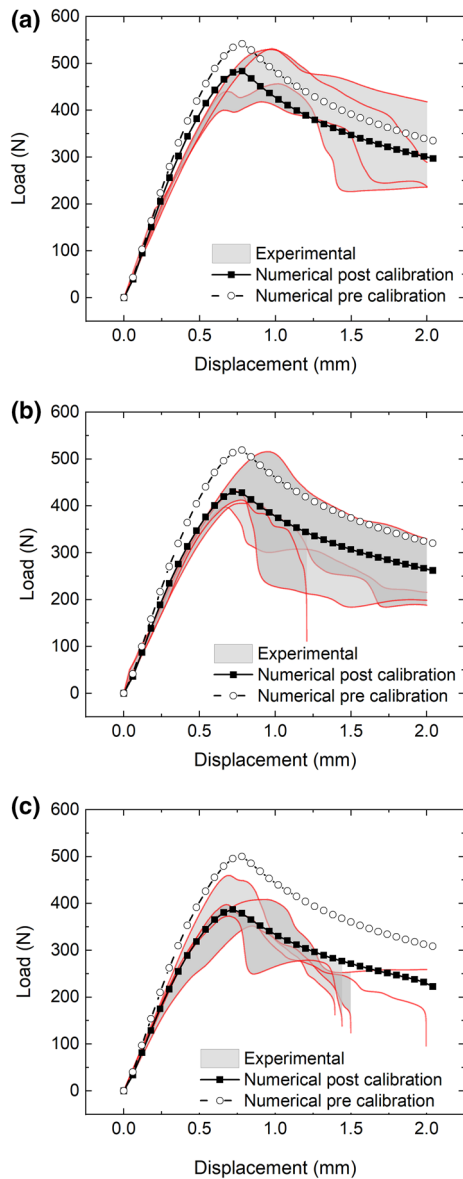 (a)
600
500
400
300
200
100
0
Load (N)
Experimental
Numerical post calibration
Numerical pre calibration
0.0 0.5 1.0 1.5 2.0
Displacement (mm)
(b)
600
500
400
300
200
100
0
Load (N)
Experimental
Numerical post calibration
Numerical pre calibration
0.0 0.5 1.0 1.5 2.0
Displacement (mm)
(c)
600
500
400
300
200
100
0
Load (N)
Experimental
Numerical post calibration
Numerical pre calibration
0.0 0.5 1.0 1.5 2.0
Displacement (mm)